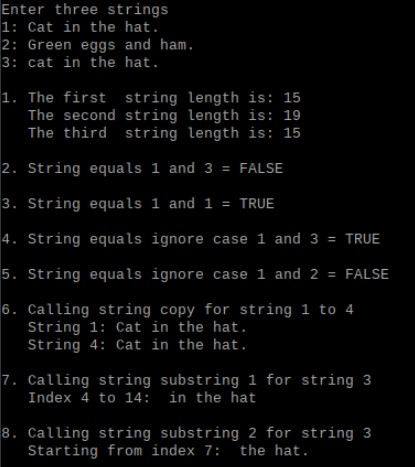 Enter three strings
1: Cat in the hat.
2: Green eggs and ham.
3: cat in the hat.
1. The first  string length is: 15
The second string length is: 19
The third  string length is: 15
2. String equals 1 and 3 = FALSE
3. String equals 1 and 1 = TRUE
4. String equals ignore case 1 and 3 = TRUE
5. String equals ignore case 1 and 2 = FALSE
6. Calling string copy for string 1 to 4
String 1: Cat in the hat.
String 4: Cat in the hat.
7. Calling string substring 1 for string 3
Index 4 to 14:  in the hat
8. Calling string substring 2 for string 3
Starting from index 7:  the hat.